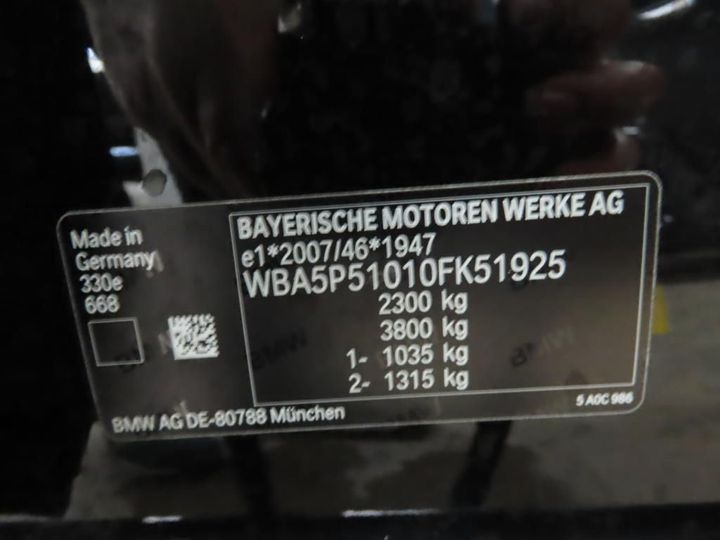 Made in
Germany
330e
668
BAYERISCHE MOTOREN WERKE AG
e1*2007/46*1947
WBA5P51010FK51925
2300 kg
3800 kg
1- 1035 kg
2- 1315 kg
BMW AG DE-80788 München
5 A0C 986